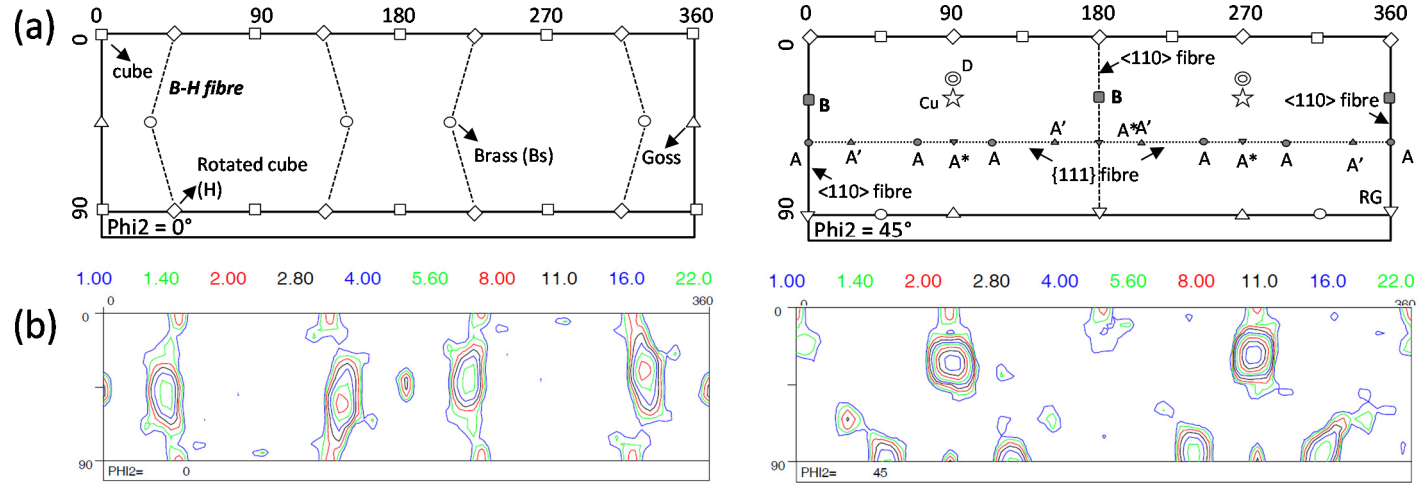 (a)
0 90 180 270 360
0
cube
B-H fibre
Brass (Bs)
Goss
Rotated cube
(H)
90
Phi2 = 0°
0 90 180 270 360
0
<110> fibre
D
B
Cu
B
<110> fibre
A' A* A'
A A' A A* A A A* A A' A
{111} fibre
<110> fibre
RG
90
Phi2 = 45°
(b)
1.00 1.40 2.00 2.80 4.00 5.60 8.00 11.0 16.0 22.0
0 360
0
90
PHI2= 0
1.00 1.40 2.00 2.80 4.00 5.60 8.00 11.0 16.0 22.0
0 360
0
90
PHI2= 45